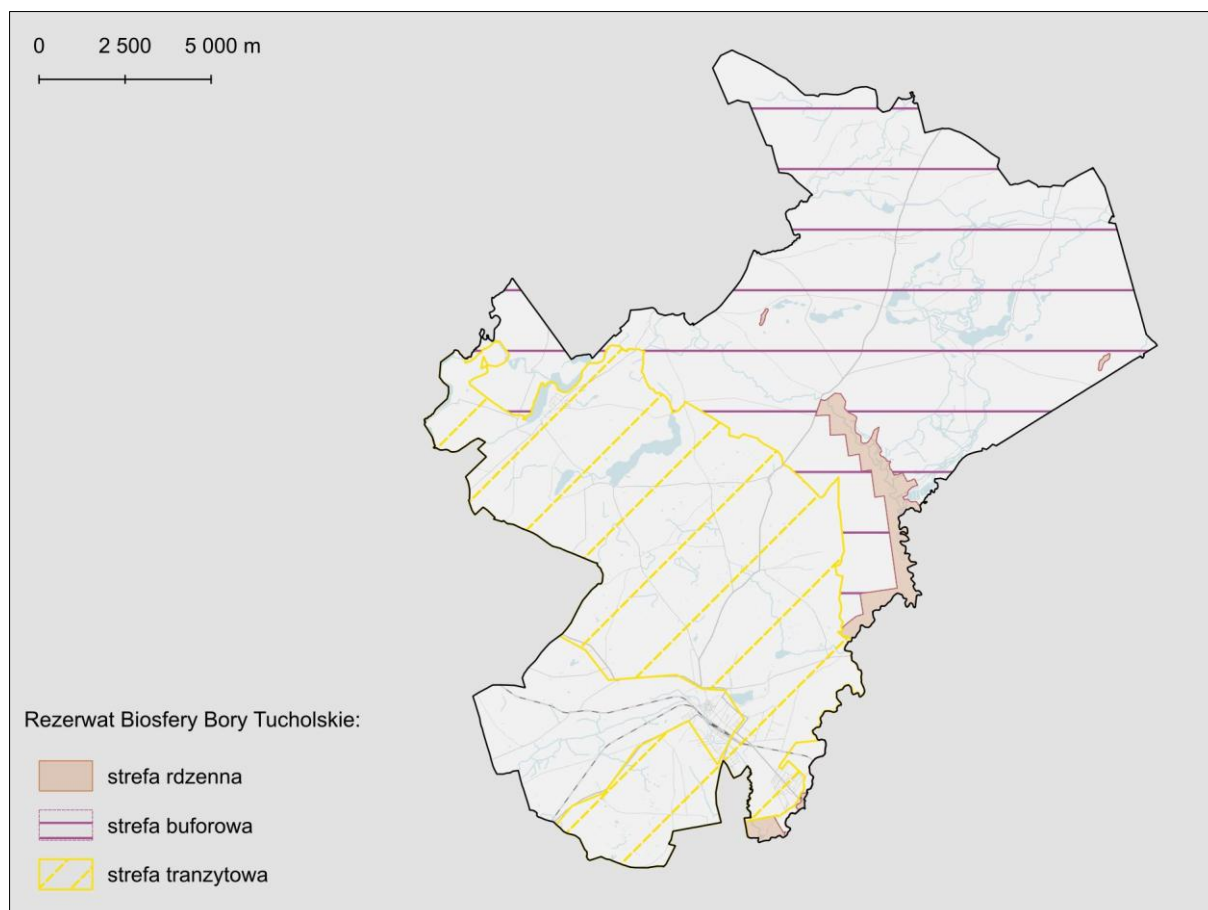 0 2 500 5 000 m
Rezerwat Biosfery Bory Tucholskie:
strefa rdzenna
strefa buforowa
strefa tranzytowa